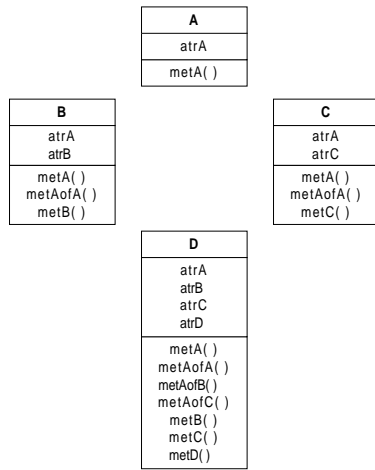 A
atrA
metA( )
B
atrA
atrB
metA( )
metAofA( )
metB( )
C
atrA
atrC
metA( )
metAofA( )
metC( )
D
atrA
atrB
atrC
atrD
metA( )
metAofA( )
metAofB( )
metAofC( )
metB( )
metC( )
metD( )